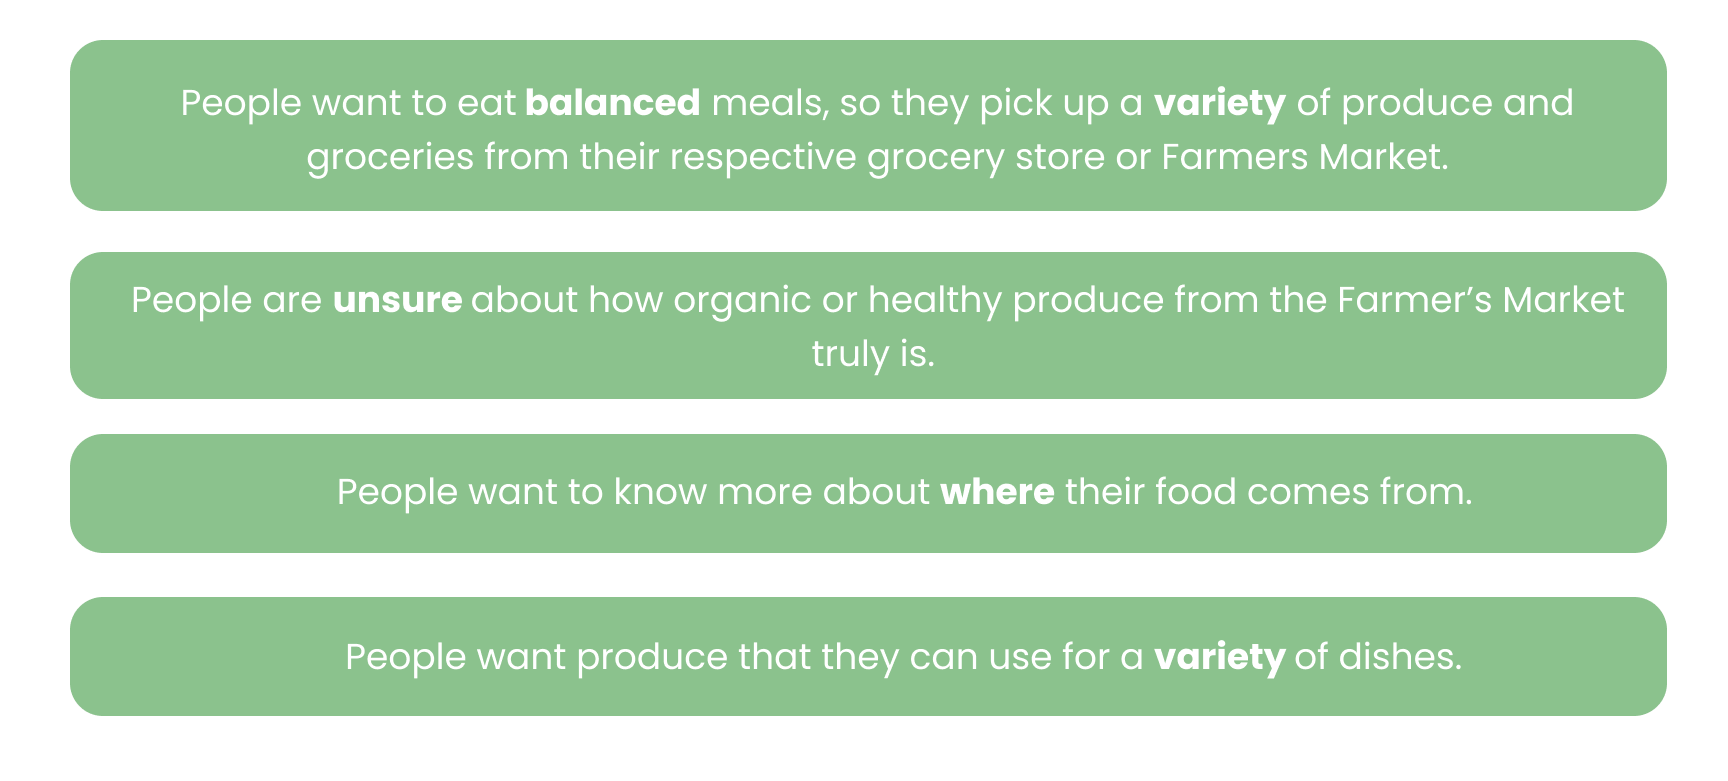 People want to eat balanced meals, so they pick up a variety of produce and
groceries from their respective grocery store or Farmers Market.
People are unsure about how organic or healthy produce from the Farmer’s Market
truly is.
People want to know more about where their food comes from.
People want produce that they can use for a variety of dishes.